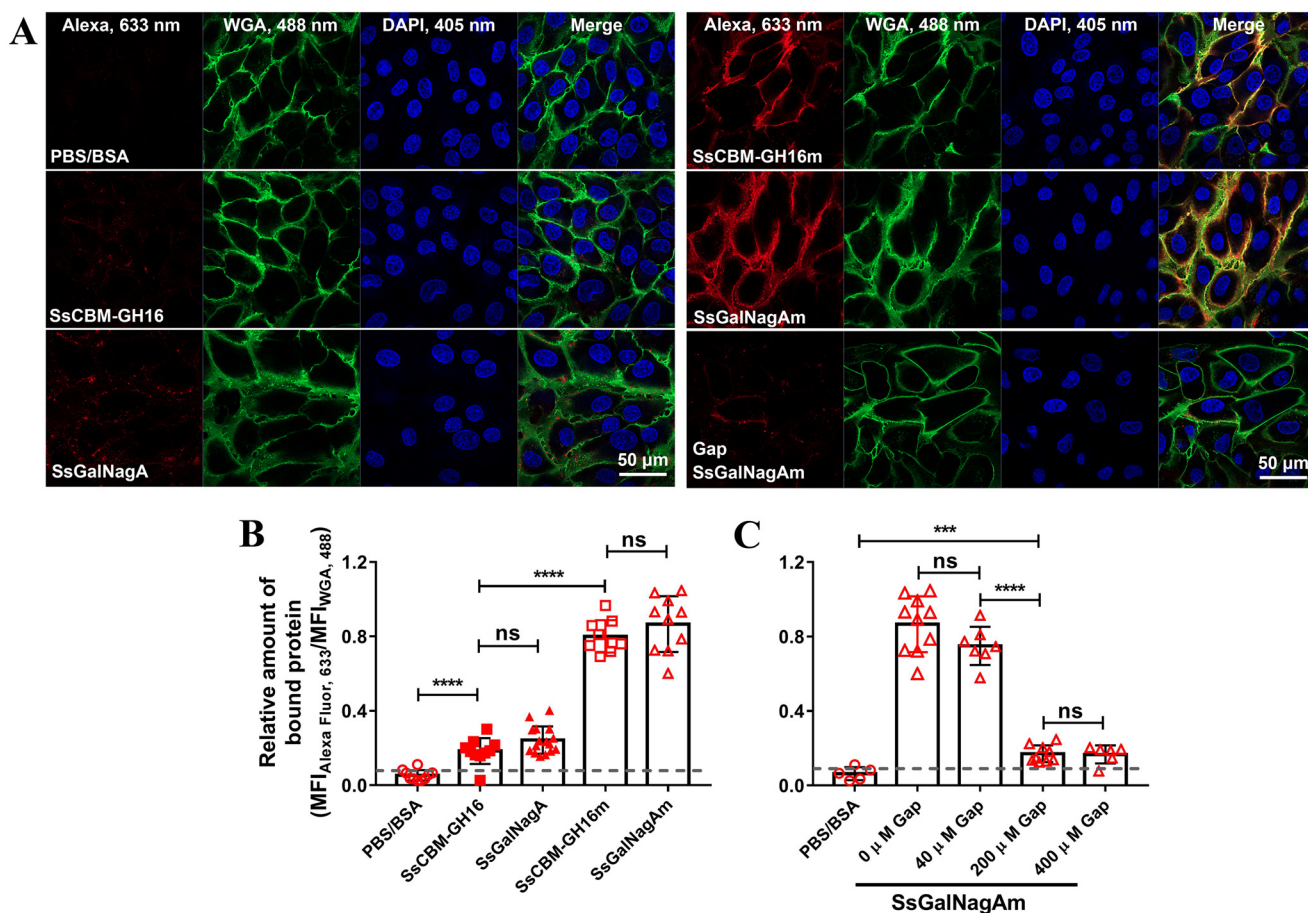 A
Alexa, 633 nm WGA, 488 nm DAPI, 405 nm Merge
PBS/BSA
SsCBM-GH16
SsGalNagA
50 µm
Alexa, 633 nm WGA, 488 nm DAPI, 405 nm Merge
SsCBM-GH16m
SsGalNagAm
Gap
SsGalNagAm
50 µm
B
Relative amount of
bound protein
(MFI Alexa Fluor, 633/MFI WGA, 488)
1.2
0.8
0.4
0.0
****
ns
****
ns
PBS/BSA
SsCBM-GH16
SsGalNagA
SsCBM-GH16m
SsGalNagAm
C
1.2
0.8
0.4
0.0
***
ns
****
ns
PBS/BSA
0 µ M Gap
40 µ M Gap
200 µ M Gap
400 µ M Gap
SsGalNagAm